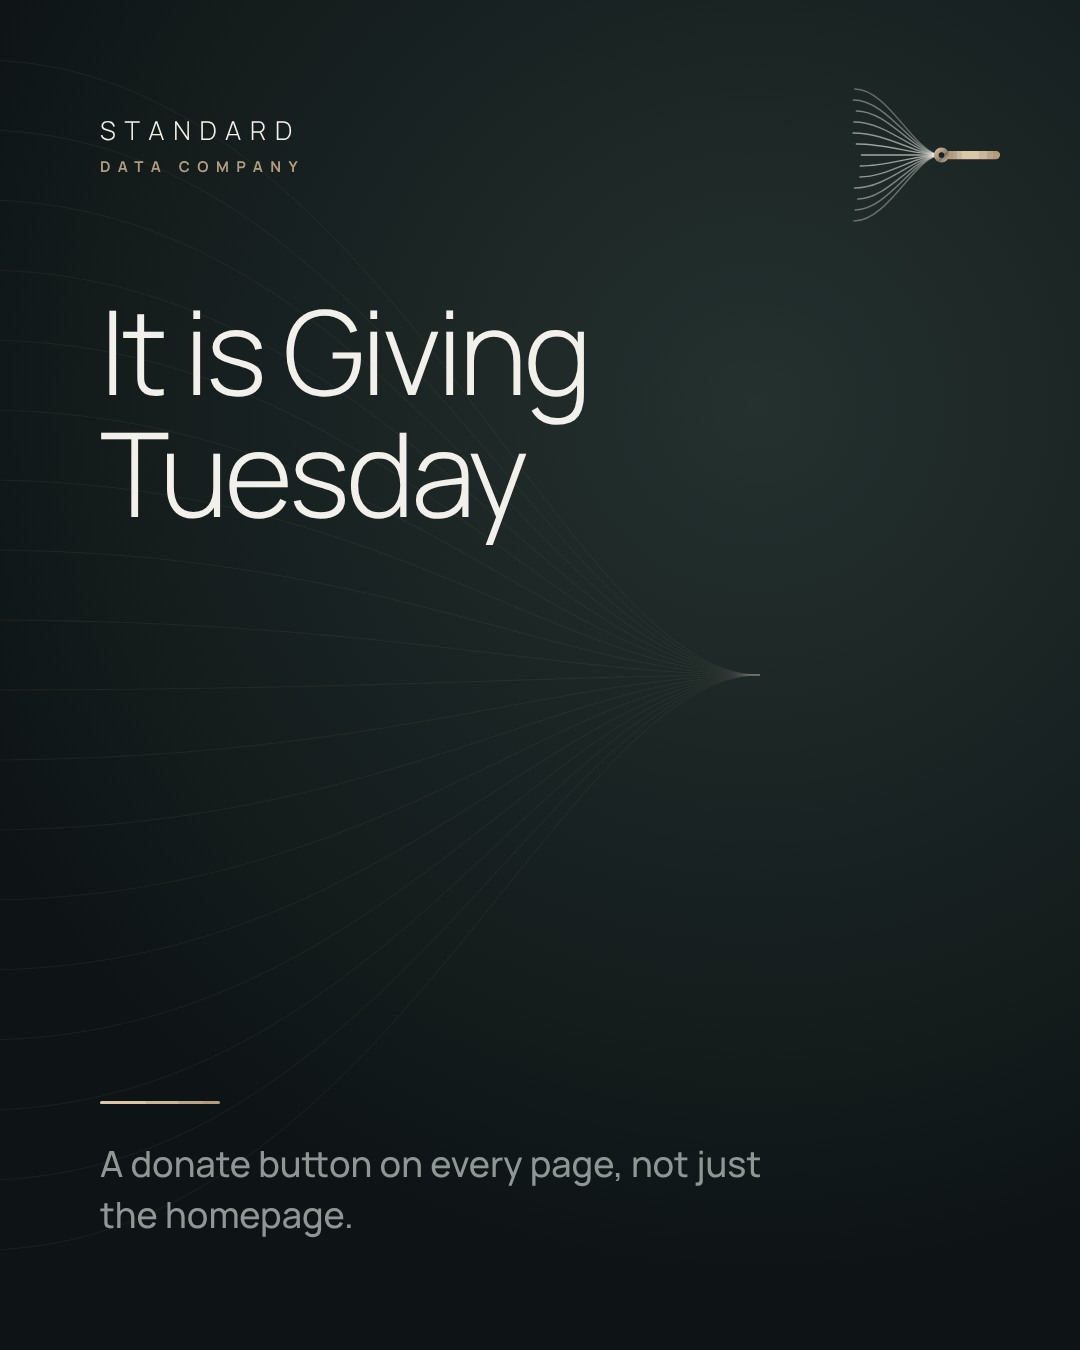 STANDARD
DATA COMPANY
It is Giving
Tuesday
A donate button on every page, not just
the homepage.